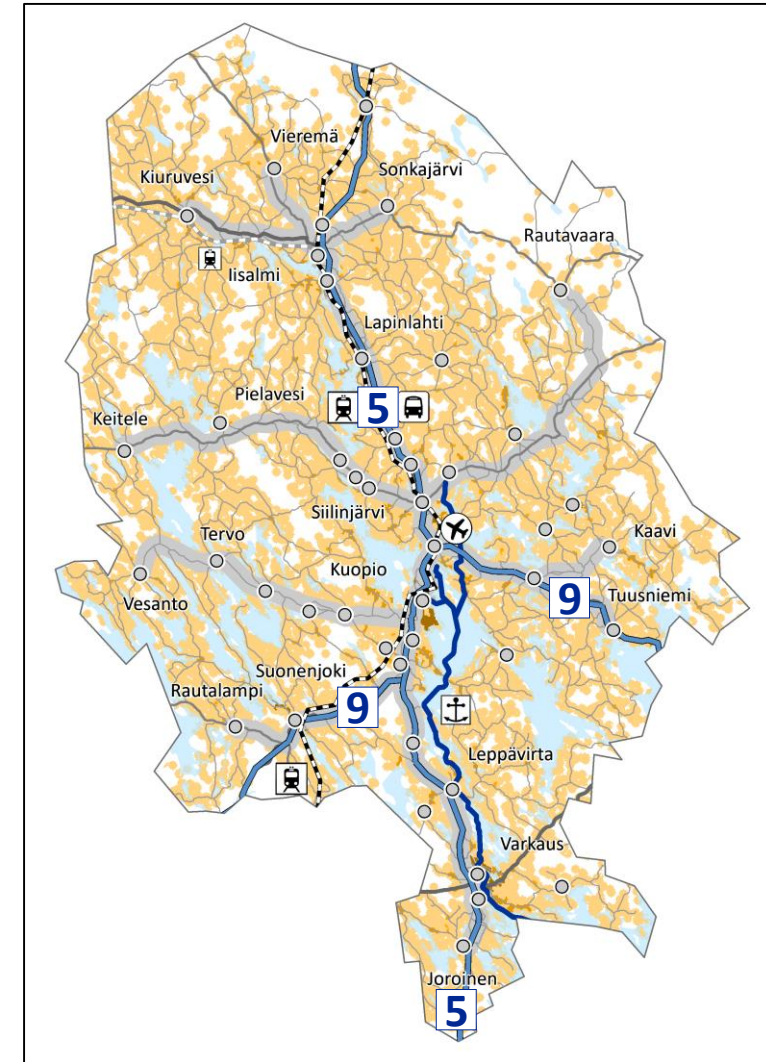 Vieremä
Sonkajärvi
Kiuruvesi
Rautavaara
Iisalmi
Lapinlahti
Pielavesi
5
Keitele
Siilinjärvi
Tervo
Kaavi
Kuopio
9
Tuusniemi
Vesanto
Suonenjoki
Rautalampi
9
Leppävirta
Varkaus
Joroinen
5